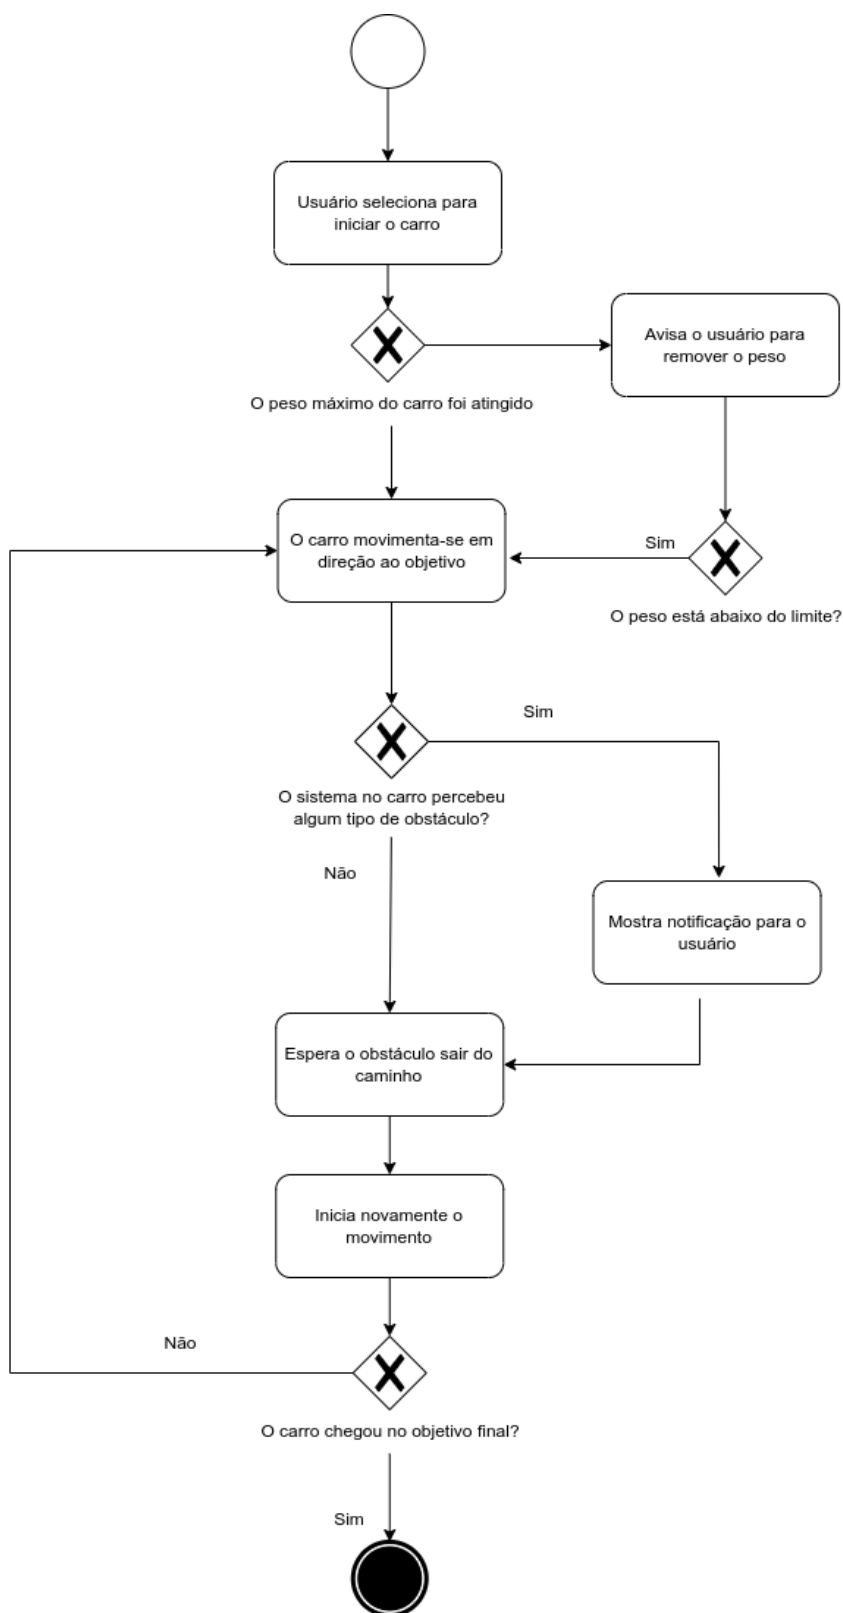 Usuário seleciona para
iniciar o carro
Avisa o usuário para
remover o peso
O peso máximo do carro foi atingido
O carro movimenta-se em
direção ao objetivo
Sim
O peso está abaixo do limite?
Sim
O sistema no carro percebeu
algum tipo de obstáculo?
Não
Mostra notificação para o
usuário
Espera o obstáculo sair do
caminho
Inicia novamente o
movimento
Não
O carro chegou no objetivo final?
Sim